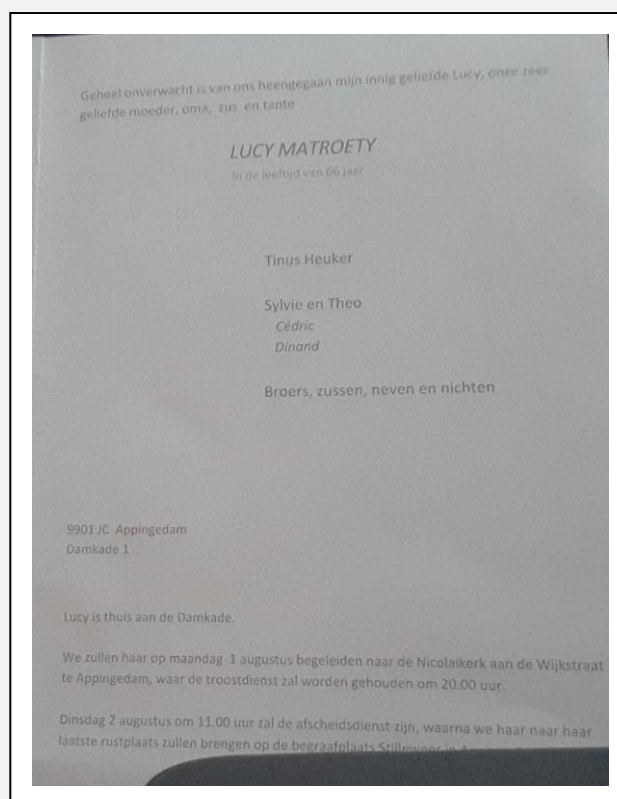 Geheel onverwacht is van ons heengegaan mijn innig geliefde Lucy, onze zeer
geliefde moeder, oma, zus en tante
LUCY MATROETY
In de leeftijd van 66 jaar
Tinus Heuker
Sylvie en Theo
Cédric
Dinand
Broers, zussen, neven en nichten
9901 JC Appingedam
Damkade 1
Lucy is thuis aan de Damkade.
We zullen haar op maandag 1 augustus begeleiden naar de Nicolaikerk aan de Wijkstraat
te Appingedam, waar de troostdienst zal worden gehouden om 20.00 uur.
Dinsdag 2 augustus om 11.00 uur zal de afscheidsdienst zijn, waarna we haar naar haar
laatste rustplaats zullen brengen op de begraafplaats